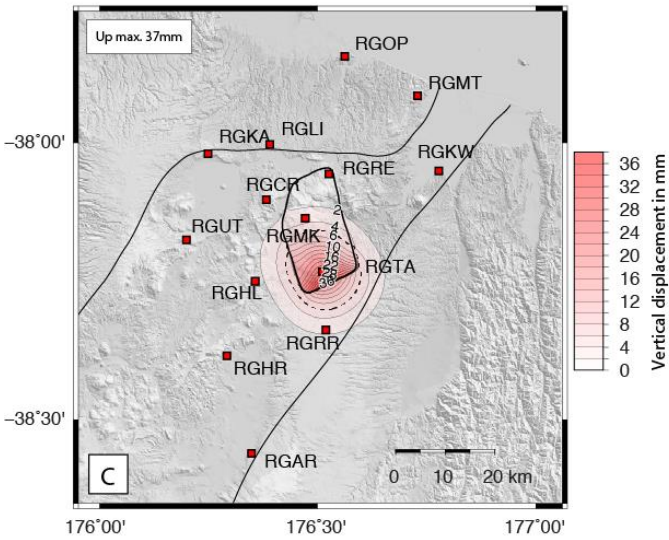 Up max. 37mm
RGOP
RGMT
−38°00'
RGKA RGLI
RGKW
RGRE
RGCR
2
4
6
RGUT
RGMK
10
16
RGTA
36
RGHL
RGRR
RGHR
−38°30'
RGAR
C
0 10 20 km
176°00'
176°30'
177°00'
36
32
28
24
20
16
12
8
4
0
Vertical displacement in mm